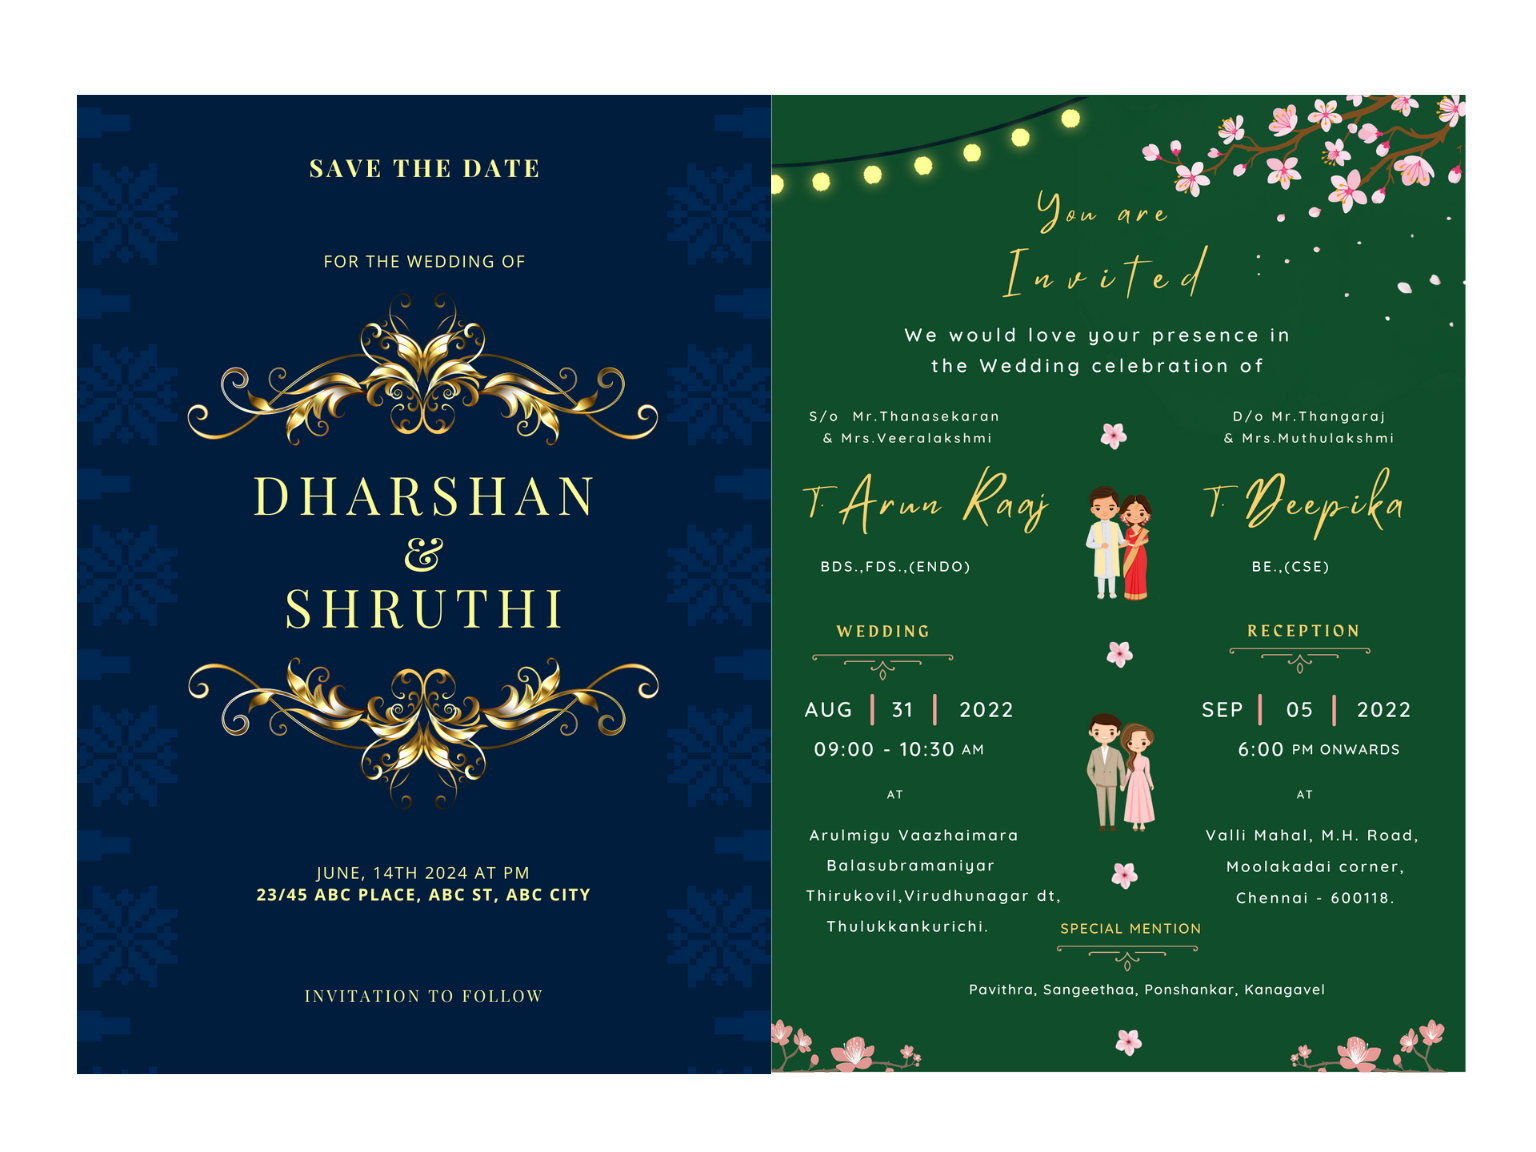 SAVE THE DATE
FOR THE WEDDING OF
DHARSHAN
&
SHRUTHI
JUNE, 14TH 2024 AT PM
23/45 ABC PLACE, ABC ST, ABC CITY
INVITATION TO FOLLOW
You are
Invited
We would love your presence in
the Wedding celebration of
S/o Mr.Thanasekaran
& Mrs.Veeralakshmi
T. Arun Raaj
BDS.,FDS.,(ENDO)
D/o Mr.Thangaraj
& Mrs.Muthulakshmi
T. Deepika
BE.,(CSE)
WEDDING
AUG | 31 | 2022
09:00 - 10:30 AM
AT
Arulmigu Vaazhaimara
Balasubramaniyar
Thirukovil,Virudhunagar dt,
Thulukkankurichi.
RECEPTION
SEP | 05 | 2022
6:00 PM ONWARDS
AT
Valli Mahal, M.H. Road,
Moolakadai corner,
Chennai - 600118.
SPECIAL MENTION
Pavithra, Sangeethaa, Ponshankar, Kanagavel